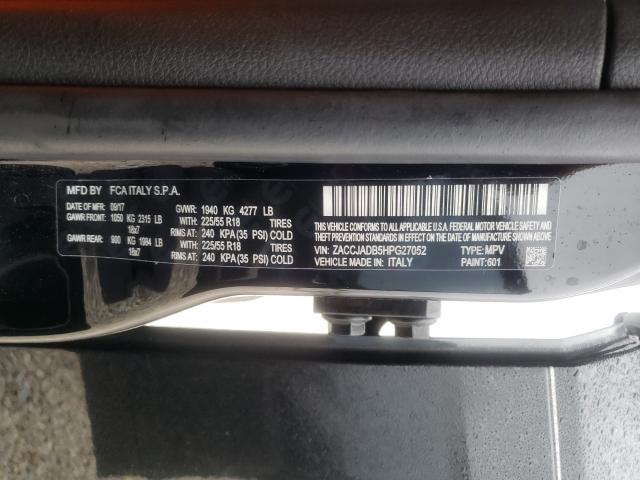 MFD BY FCA ITALY S.P.A.
DATE OF MFR: 09/17 GVWR: 1940 KG 4277 LB
GAWR FRONT: 1050 KG 2315 LB WITH: 225/55 R18 TIRES
18x7 RIMS AT: 240 KPA (35 PSI) COLD
GAWR REAR: 900 KG 1984 LB WITH: 225/55 R18 TIRES
18x7 RIMS AT: 240 KPA (35 PSI) COLD
THIS VEHICLE CONFORMS TO ALL APPLICABLE U.S.A. FEDERAL MOTOR VEHICLE SAFETY
THEFT PREVENTION STANDARDS IN EFFECT ON THE DATE OF MANUFACTURE SHOWN ABOVE
VIN: ZACCJADB5HPG27052 TYPE: MPV
VEHICLE MADE IN: ITALY PAINT: 601